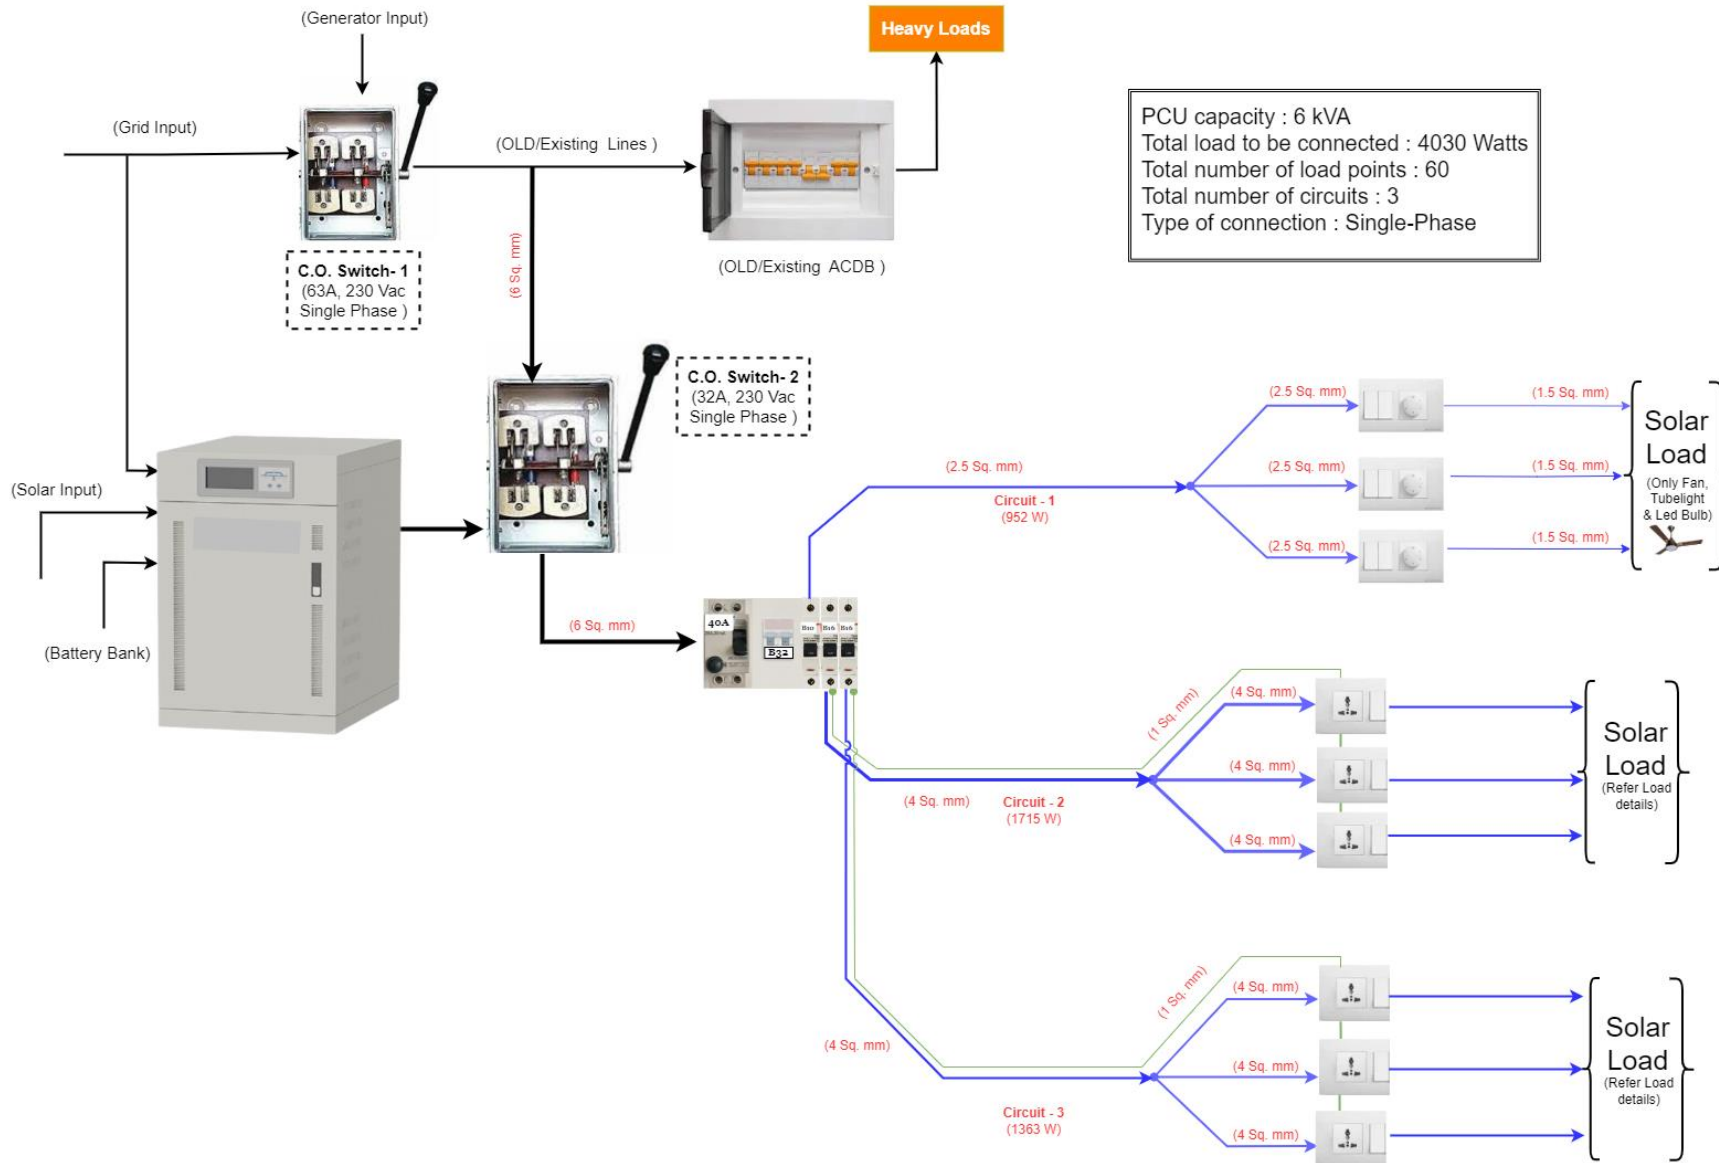 (Generator Input)
Heavy Loads
(Grid Input)
(OLD/Existing Lines )
PCU capacity : 6 kVA
Total load to be connected : 4030 Watts
Total number of load points : 60
Total number of circuits : 3
Type of connection : Single-Phase
C.O. Switch- 1
(63A, 230 Vac
Single Phase )
(6 Sq. mm)
(OLD/Existing ACDB )
C.O. Switch- 2
(32A, 230 Vac
Single Phase )
(Solar Input)
(Battery Bank)
(6 Sq. mm)
40A
B32
B10
B16
B16
(2.5 Sq. mm)
Circuit - 1
(952 W)
(2.5 Sq. mm)
(1.5 Sq. mm)
(2.5 Sq. mm)
(1.5 Sq. mm)
(2.5 Sq. mm)
(1.5 Sq. mm)
Solar
Load
(Only Fan,
Tubelight
& Led Bulb)
(1 Sq. mm)
(4 Sq. mm)
(4 Sq. mm)
(4 Sq. mm)
(4 Sq. mm)
Circuit - 2
(1715 W)
Solar
Load
(Refer Load
details)
(1 Sq. mm)
(4 Sq. mm)
(4 Sq. mm)
(4 Sq. mm)
(4 Sq. mm)
Circuit - 3
(1363 W)
Solar
Load
(Refer Load
details)